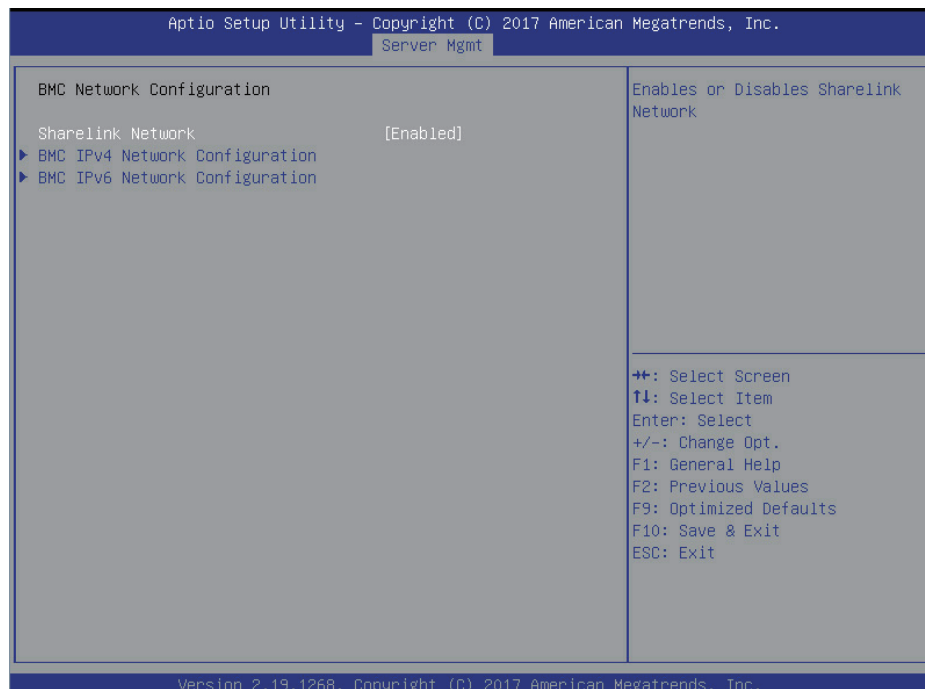 Aptio Setup Utility – Copyright (C) 2017 American Megatrends, Inc.
Server Mgmt
BMC Network Configuration
Sharelink Network [Enabled]
▶ BMC IPv4 Network Configuration
▶ BMC IPv6 Network Configuration
Enables or Disables Sharelink
Network
→←: Select Screen
↑↓: Select Item
Enter: Select
+/-: Change Opt.
F1: General Help
F2: Previous Values
F9: Optimized Defaults
F10: Save & Exit
ESC: Exit
Version 2.19.1268. Copyright (C) 2017 American Megatrends, Inc.